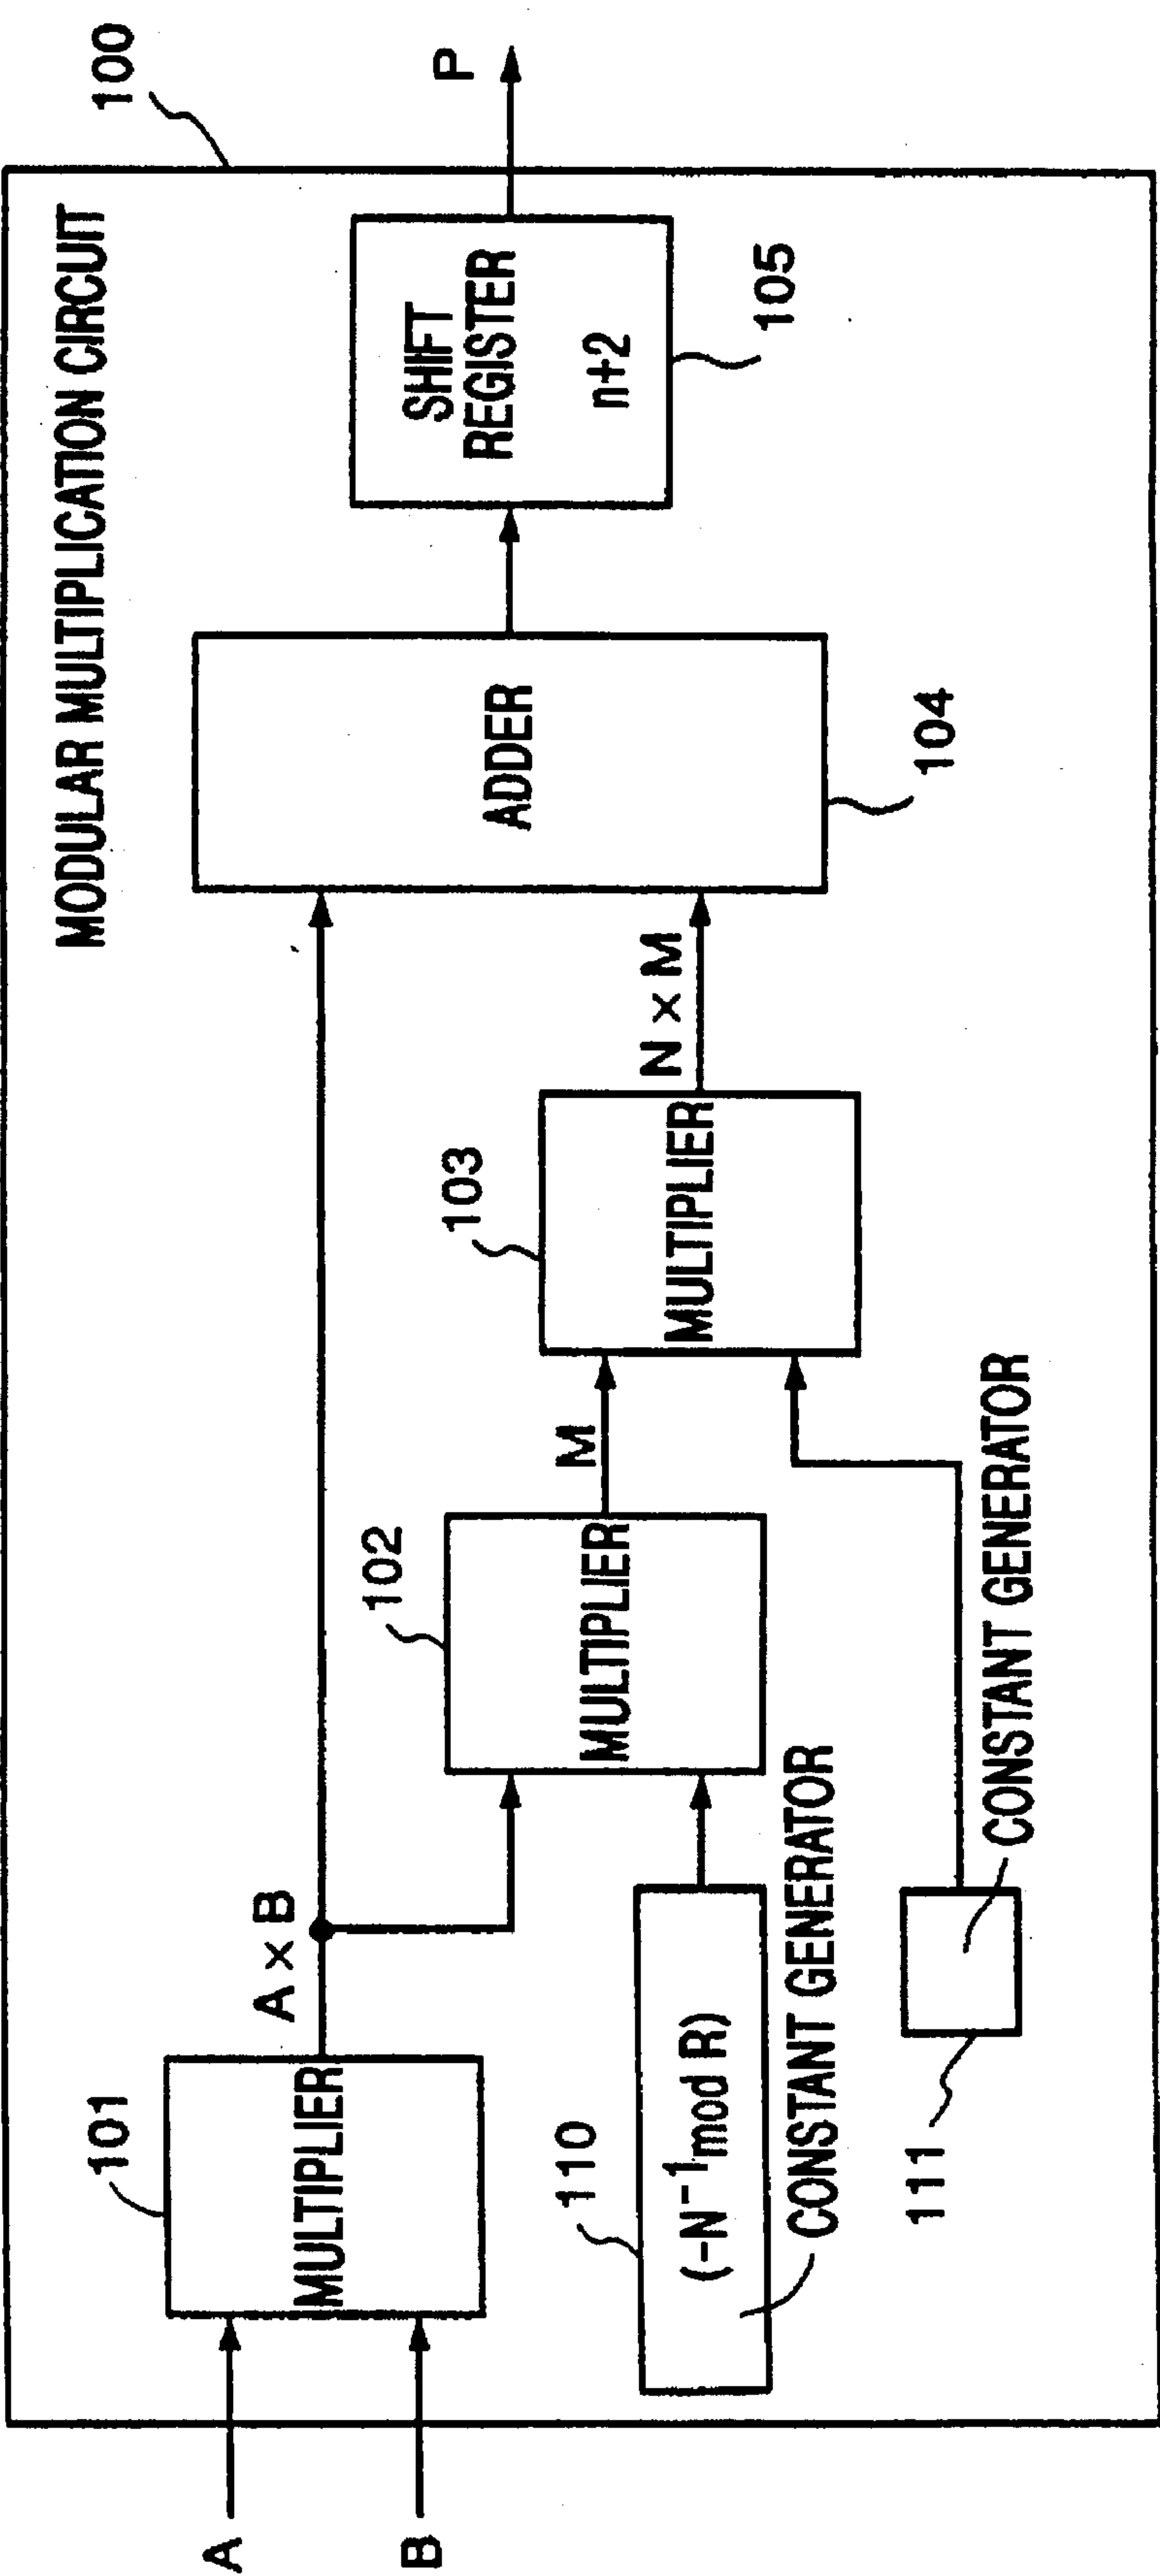 MODULAR MULTIPLICATION CIRCUIT
100
A
B
101
MULTIPLIER
A × B
110
(-N⁻¹mod R)
CONSTANT GENERATOR
111
CONSTANT GENERATOR
102
MULTIPLIER
M
103
MULTIPLIER
N × M
ADDER
104
SHIFT
REGISTER
n+2
105
P